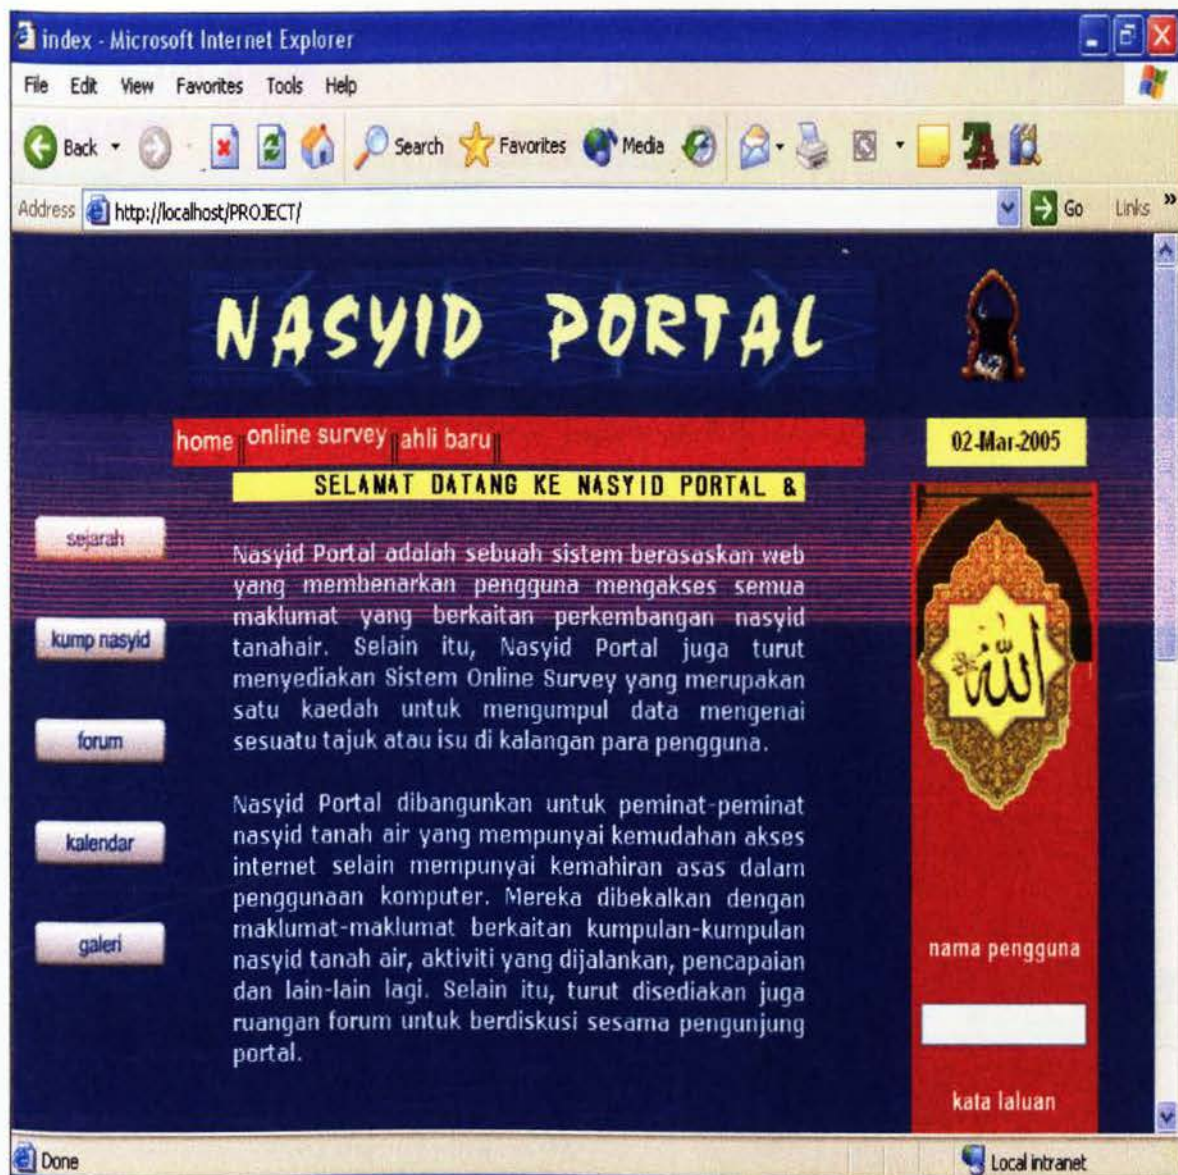 index - Microsoft Internet Explorer
File Edit View Favorites Tools Help
Back Search Favorites Media
Address http://localhost/PROJECT/ Go Links »
NASYID PORTAL
home online survey ahli baru
02-Mar-2005
SELAMAT DATANG KE NASYID PORTAL &
sejarah
kump nasyid
forum
kalendar
galeri
Nasyid Portal adalah sebuah sistem berasaskan web
yang membenarkan pengguna mengakses semua
maklumat yang berkaitan perkembangan nasyid
tanahair. Selain itu, Nasyid Portal juga turut
menyediakan Sistem Online Survey yang merupakan
satu kaedah untuk mengumpul data mengenai
sesuatu tajuk atau isu di kalangan para pengguna.
Nasyid Portal dibangunkan untuk peminat-peminat
nasyid tanah air yang mempunyai kemudahan akses
internet selain mempunyai kemahiran asas dalam
penggunaan komputer. Mereka dibekalkan dengan
maklumat-maklumat berkaitan kumpulan-kumpulan
nasyid tanah air, aktiviti yang dijalankan, pencapaian
dan lain-lain lagi. Selain itu, turut disediakan juga
ruangan forum untuk berdiskusi sesama pengunjung
portal.
الله
nama pengguna
kata laluan
Done
Local intranet